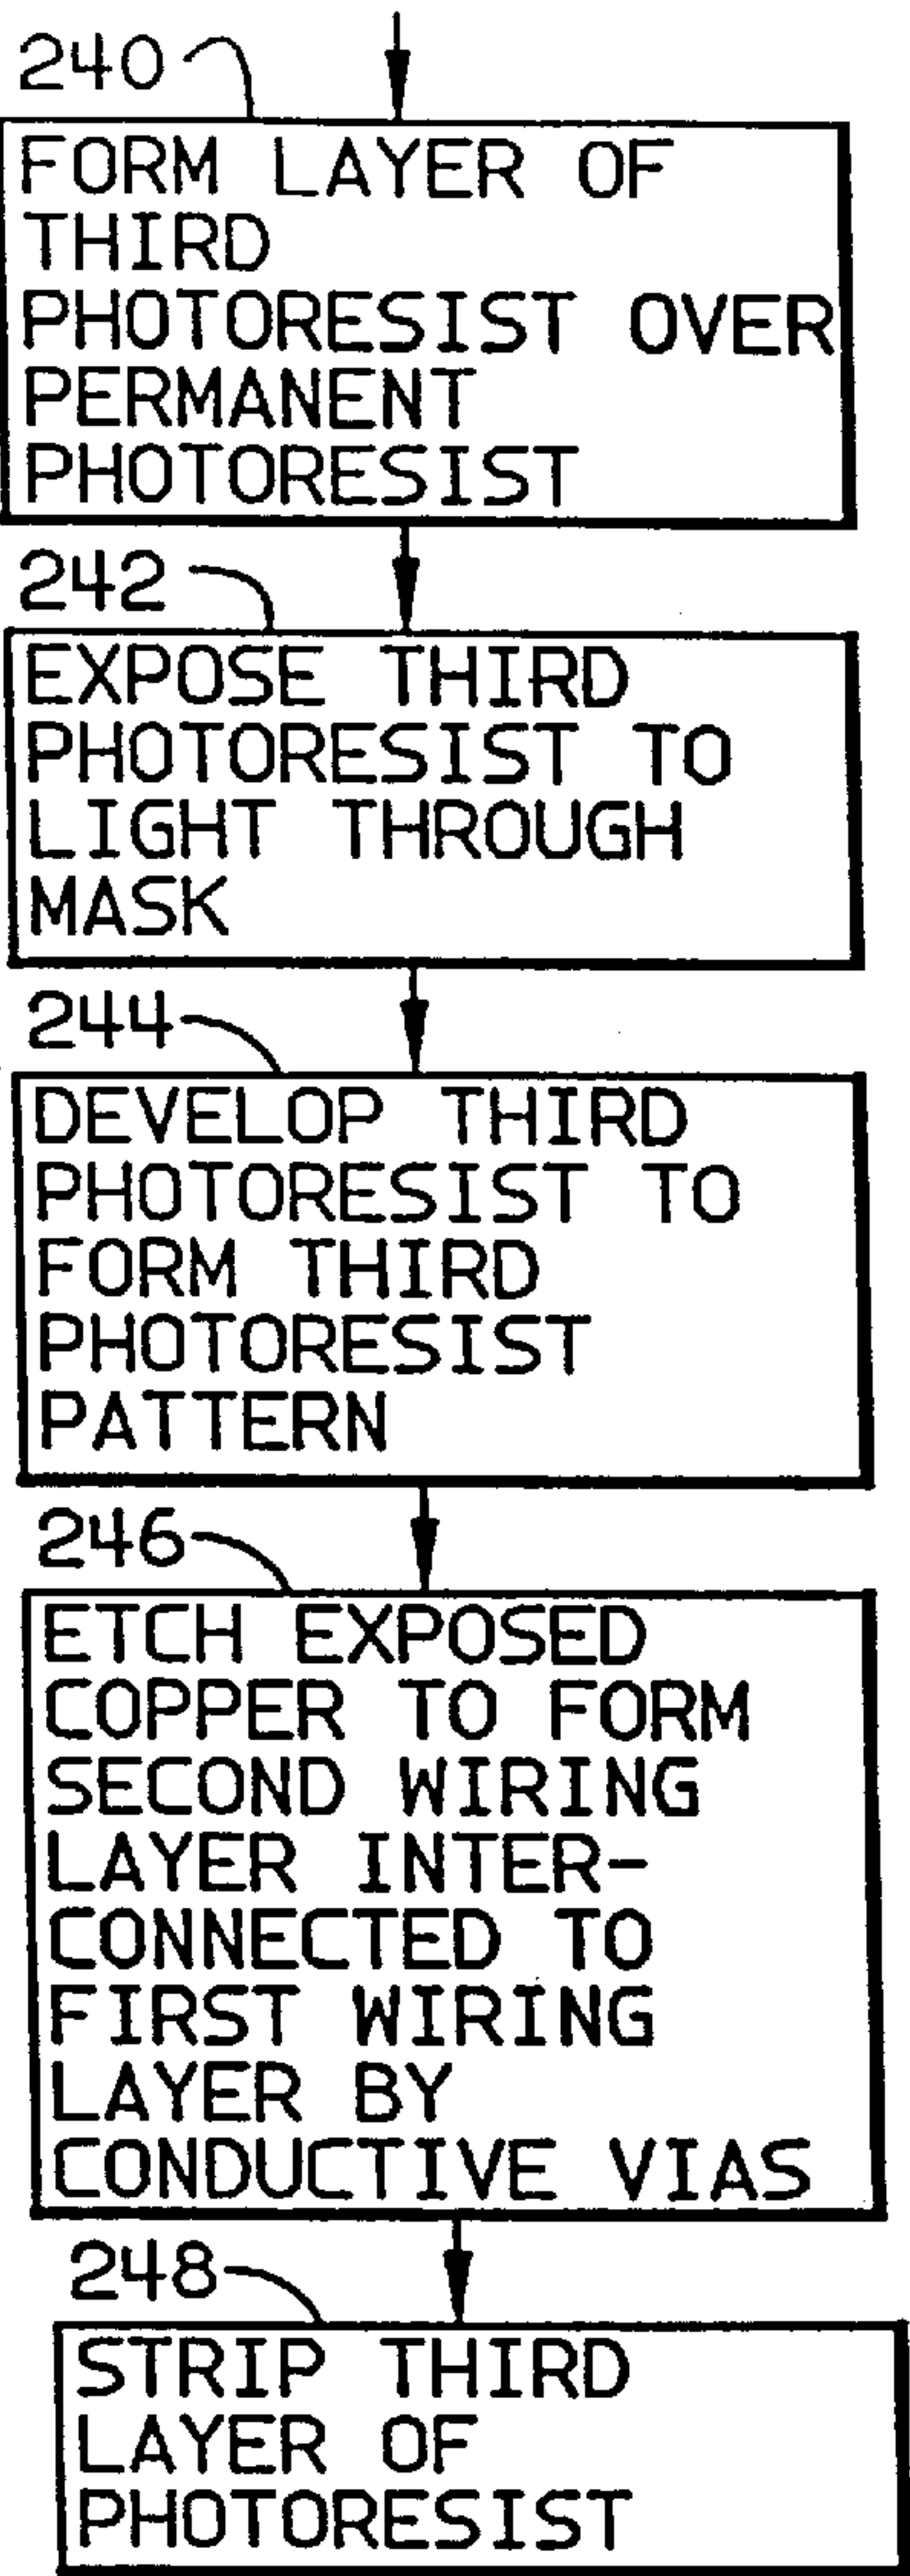 240
FORM LAYER OF
THIRD
PHOTORESIST OVER
PERMANENT
PHOTORESIST
242
EXPOSE THIRD
PHOTORESIST TO
LIGHT THROUGH
MASK
244
DEVELOP THIRD
PHOTORESIST TO
FORM THIRD
PHOTORESIST
PATTERN
246
ETCH EXPOSED
COPPER TO FORM
SECOND WIRING
LAYER INTER-
CONNECTED TO
FIRST WIRING
LAYER BY
CONDUCTIVE VIAS
248
STRIP THIRD
LAYER OF
PHOTORESIST